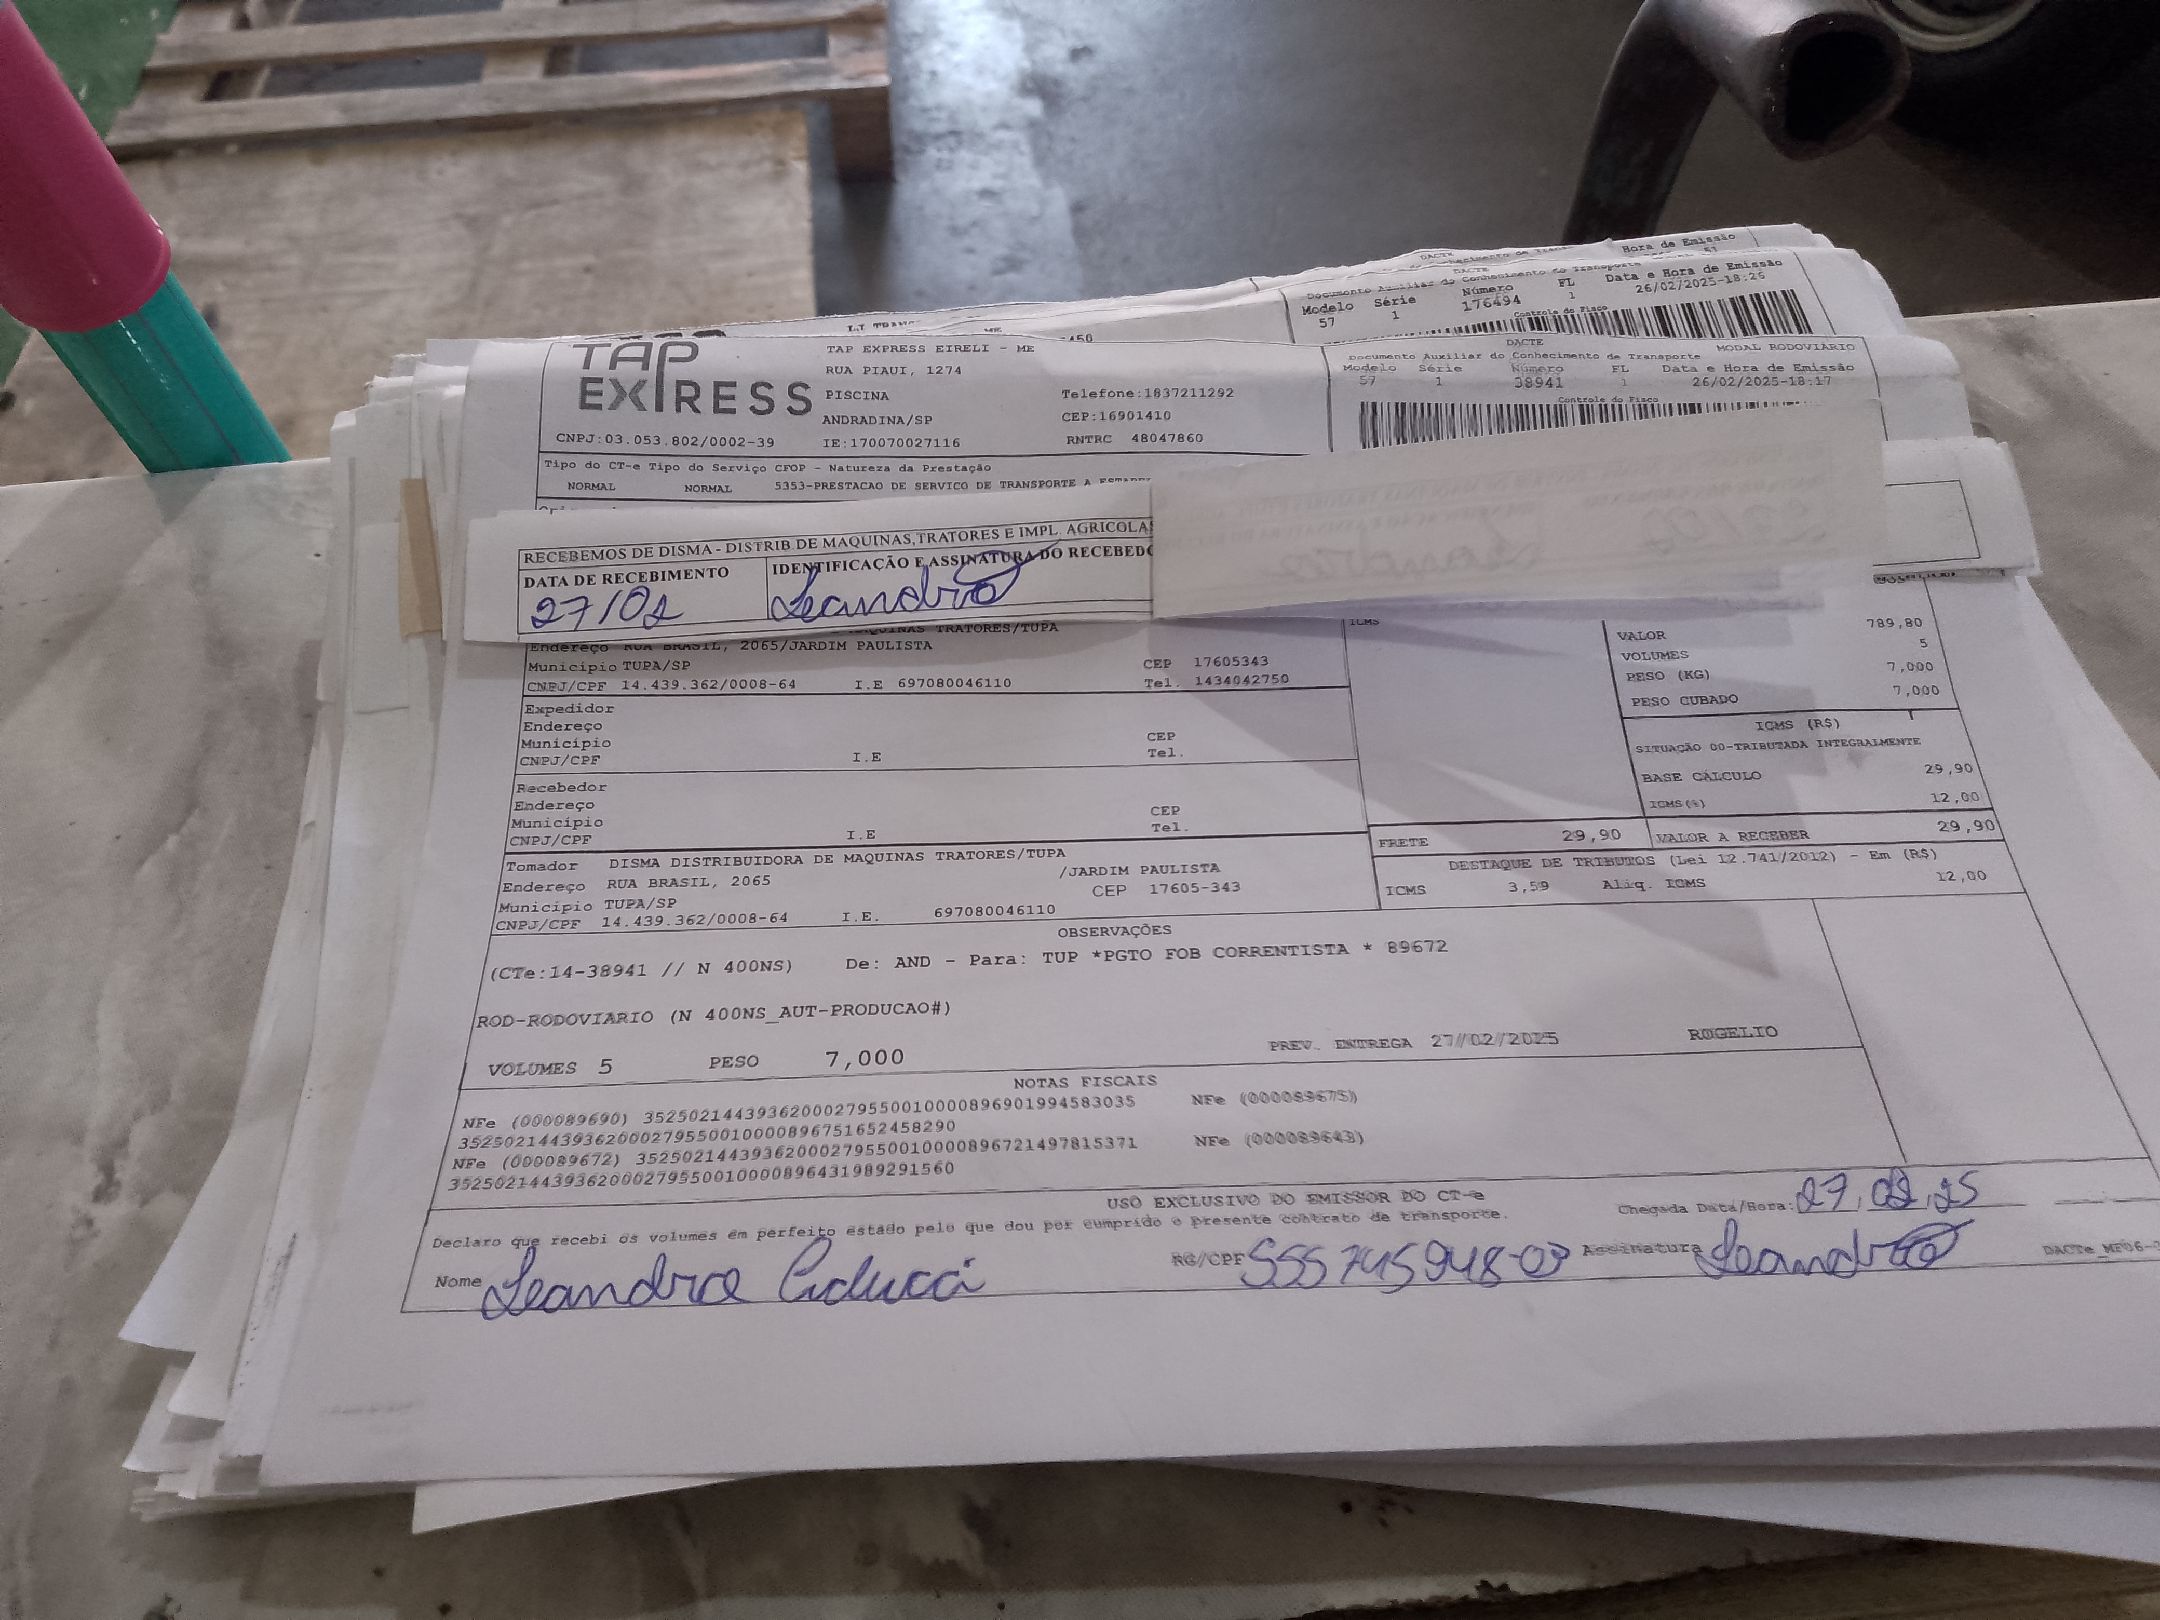 Hora de Emissão
DACTE
Documento Auxiliar do Conhecimento do Transporte
Modelo Série Número FL Data e Hora de Emissão
57 1 176494 1 26/02/2025-18:26
Controle do Fisco
TAP EXPRESS
TAP EXPRESS EIRELI - ME
RUA PIAUI, 1274
PISCINA Telefone:1837211292
ANDRADINA/SP CEP:16901410
CNPJ:03.053.802/0002-39 IE:170070027116 RNTRC 48047860
DACTE
Documento Auxiliar do Conhecimento de Transporte MODAL RODOVIÁRIO
Modelo Série Número FL Data e Hora de Emissão
57 1 38941 1 26/02/2025-18:17
Controle do Fisco
Tipo do CT-e Tipo do Serviço CFOP - Natureza da Prestação
NORMAL NORMAL 5353-PRESTACAO DE SERVICO DE TRANSPORTE A
RECEBEMOS DE DISMA - DISTRIB DE MAQUINAS,TRATORES E IMPL. AGRICOLAS
DATA DE RECEBIMENTO IDENTIFICAÇÃO E ASSINATURA DO RECEBEDO
27/02 Leandro
MAQUINAS TRATORES/TUPA
Endereço RUA BRASIL, 2065/JARDIM PAULISTA
Município TUPA/SP CEP 17605343
CNPJ/CPF 14.439.362/0008-64 I.E 697080046110 Tel. 1434042750
Expedidor
Endereço
Município CEP
CNPJ/CPF I.E Tel.
Recebedor
Endereço
Município CEP
CNPJ/CPF I.E Tel.
Tomador DISMA DISTRIBUIDORA DE MAQUINAS TRATORES/TUPA
Endereço RUA BRASIL, 2065 /JARDIM PAULISTA
Município TUPA/SP CEP 17605-343
CNPJ/CPF 14.439.362/0008-64 I.E. 697080046110
ICMS
VALOR 789,80
VOLUMES 5
PESO (KG) 7,000
PESO CUBADO 7,000
ICMS (R$)
SITUAÇÃO 00-TRIBUTADA INTEGRALMENTE
BASE CÁLCULO 29,90
ICMS(%) 12,00
FRETE 29,90 VALOR A RECEBER 29,90
DESTAQUE DE TRIBUTOS (Lei 12.741/2012) - Em (R$)
ICMS 3,59 Aliq. ICMS 12,00
OBSERVAÇÕES
(CTe:14-38941 // N 400NS) De: AND - Para: TUP *PGTO FOB CORRENTISTA * 89672
ROD-RODOVIARIO (N 400NS_AUT-PRODUCAO#)
VOLUMES 5 PESO 7,000 PREV. ENTREGA 27/02/2025 ROGELIO
NOTAS FISCAIS
NFe (000089690) 35250214439362000279550010000896901994583035 NFe (000089675)
35250214439362000279550010000896751652458290
NFe (000089672) 35250214439362000279550010000896721497815371 NFe (000089643)
35250214439362000279550010000896431989291560
USO EXCLUSIVO DO EMISSOR DO CT-e
Declaro que recebi os volumes em perfeito estado pelo que dou por cumprido o presente contrato de transporte. Chegada Data/Hora: 27,02,25
Nome Leandro RG/CPF Assinatura Leandro